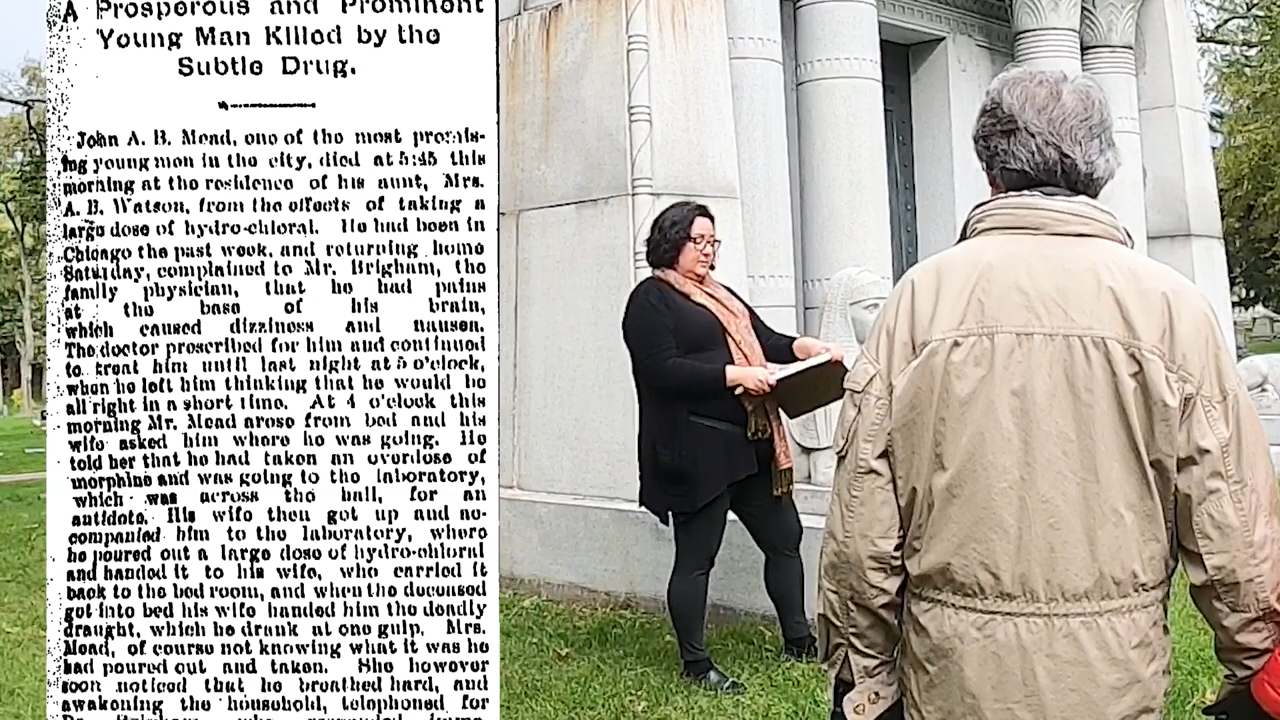 A Prosperous and Prominent
Young Man Killed by the
Subtle Drug.
John A. B. Mead, one of the most promis-
ing young men in the city, died at 5:45 this
morning at the residence of his aunt, Mrs.
A. B. Watson, from the effects of taking a
large dose of hydro-chloral. He had been in
Chicago the past week, and returning home
Saturday, complained to Mr. Brigham, the
family physician, that he had pains
at the base of his brain,
which caused dizziness and nausea.
The doctor prescribed for him and continued
to treat him until last night at 5 o'clock,
when he left him thinking that he would be
all right in a short time. At 4 o'clock this
morning Mr. Mead arose from bed and his
wife asked him where he was going. He
told her that he had taken an overdose of
morphine and was going to the laboratory,
which was across the hall, for an
antidote. His wife then got up and ac-
companied him to the laboratory, where
he poured out a large dose of hydro-chloral
and handed it to his wife, who carried it
back to the bed room, and when the deceased
got into bed his wife handed him the deadly
draught, which he drank at one gulp. Mrs.
Mead, of course not knowing what it was he
had poured out and taken. She however
soon noticed that he breathed hard, and
awakening the household, telephoned for